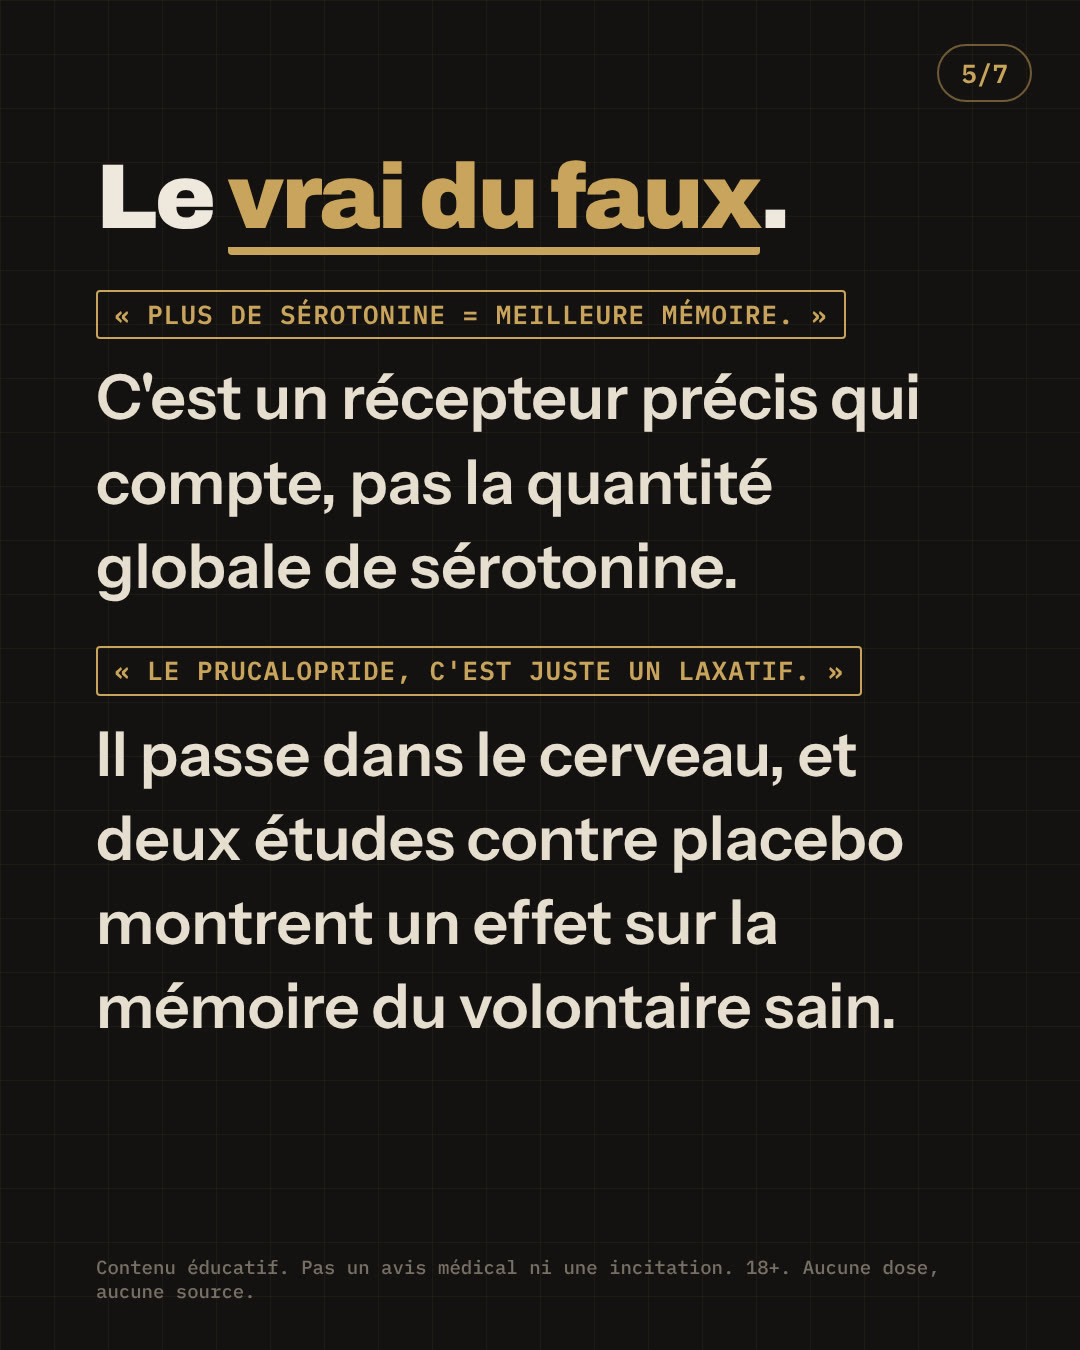 5/7
Le vrai du faux.
« PLUS DE SÉROTONINE = MEILLEURE MÉMOIRE. »
C'est un récepteur précis qui
compte, pas la quantité
globale de sérotonine.
« LE PRUCALOPRIDE, C'EST JUSTE UN LAXATIF. »
Il passe dans le cerveau, et
deux études contre placebo
montrent un effet sur la
mémoire du volontaire sain.
Contenu éducatif. Pas un avis médical ni une incitation. 18+. Aucune dose,
aucune source.